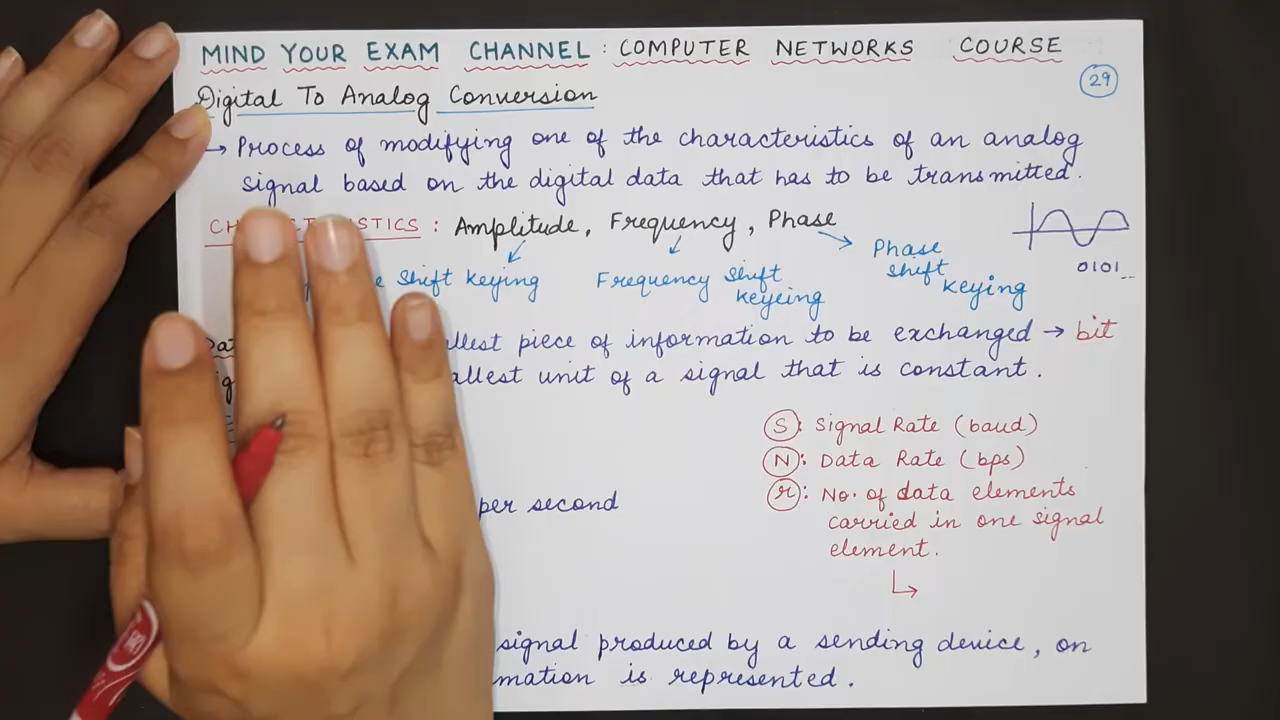 MIND YOUR EXAM CHANNEL : COMPUTER NETWORKS COURSE
29
Digital To Analog Conversion
→ Process of modifying one of the characteristics of an analog
signal based on the digital data that has to be transmitted.
: Amplitude, Frequency, Phase
Shift Keying
Frequency Shift
Keyeing
Phase
Shift
Keying
0101..
piece of information to be exchanged → bit
unit of a signal that is constant.
S : Signal Rate (baud)
N : Data Rate (bps)
r : No. of data elements
carried in one signal
element.
per second
signal produced by a sending device, on
is represented.